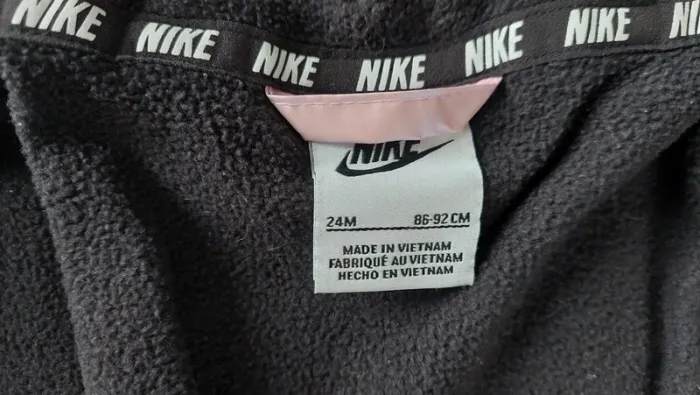 NIKE NIKE NIKE NIKE NIKE NIKE NIKE
NIKE
24M 86-92 CM
MADE IN VIETNAM
FABRIQUÉ AU VIETNAM
HECHO EN VIETNAM